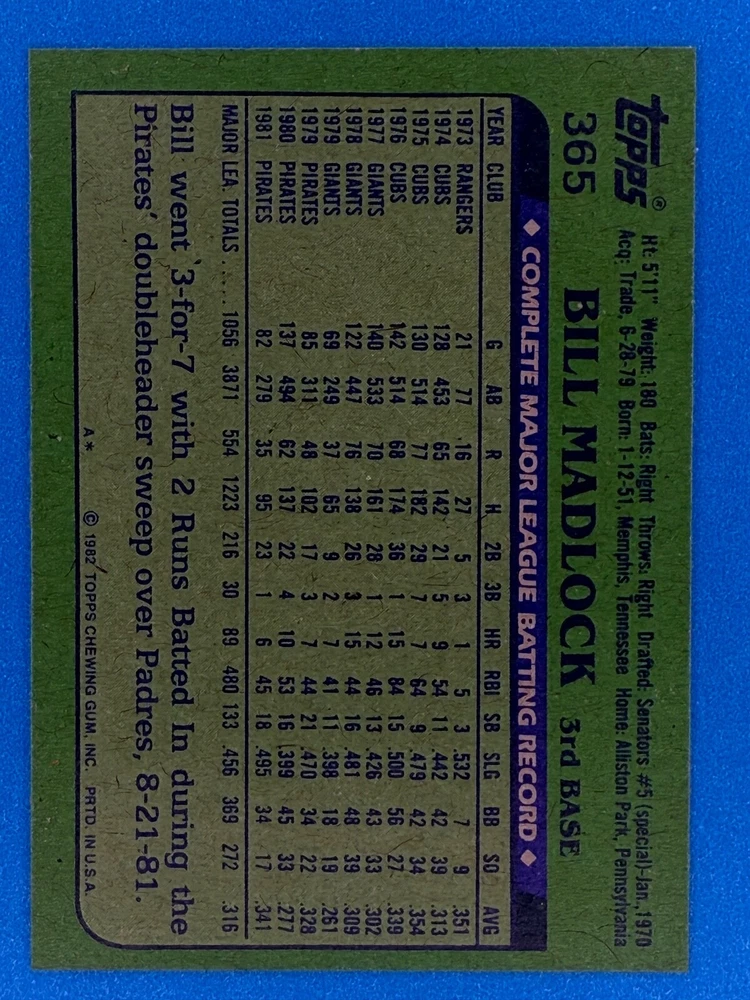 topps®
365 BILL MADLOCK 3rd BASE
Ht: 5'11" Weight: 180 Bats: Right Throws: Right Drafted: Senators #5 (special)-Jan., 1970
Acq: Trade, 6-28-79 Born: 1-12-51, Memphis, Tennessee Home: Alliston Park, Pennsylvania
◆ COMPLETE MAJOR LEAGUE BATTING RECORD ◆
YEAR CLUB G AB R H 2B 3B HR RBI SB SLG BB SO AVG
1973 RANGERS 21 77 16 27 5 3 1 5 3 .532 7 9 .351
1974 CUBS 128 453 65 142 21 5 9 54 11 .442 42 39 .313
1975 CUBS 130 514 77 182 29 7 7 64 9 .479 42 34 .354
1976 CUBS 142 514 68 174 36 1 15 84 15 .500 56 27 .339
1977 GIANTS 140 533 70 161 28 1 12 46 13 .426 43 33 .302
1978 GIANTS 122 447 76 138 26 3 15 44 16 .481 48 39 .309
1979 GIANTS 69 249 37 65 9 2 7 41 11 .398 18 19 .261
1979 PIRATES 85 311 48 102 17 3 7 44 21 .470 34 22 .328
1980 PIRATES 137 494 62 137 22 4 10 53 16 .399 45 33 .277
1981 PIRATES 82 279 35 95 23 1 6 45 18 .495 34 17 .341
MAJOR LEA. TOTALS ..... 1056 3871 554 1223 216 30 89 480 133 .456 369 272 .316
Bill went 3-for-7 with 2 Runs Batted In during the
Pirates' doubleheader sweep over Padres, 8-21-81.
A* © 1982 TOPPS CHEWING GUM, INC. PRTD. IN U.S.A.